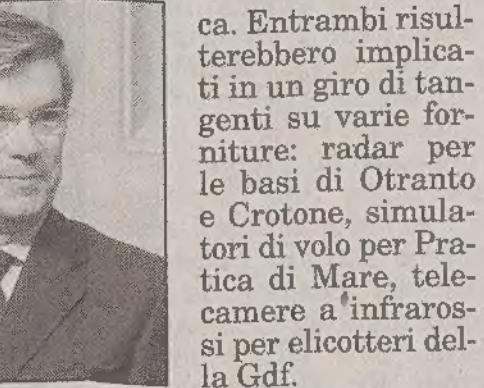 ca. Entrambi risul-
terebbero implica-
ti in un giro di tan-
genti su varie for-
niture: radar per
le basi di Otranto
e Crotone, simula-
tori di volo per Pra-
tica di Mare, tele-
camere a infraros-
si per elicotteri del-
la Gdf.